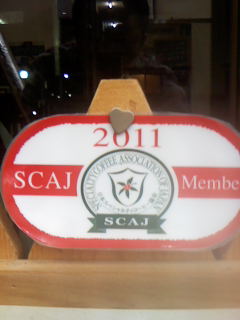 2011
SCAJ
Membe
SPECIALTY COFFEE ASSOCIATION OF JAPAN
SCAJ